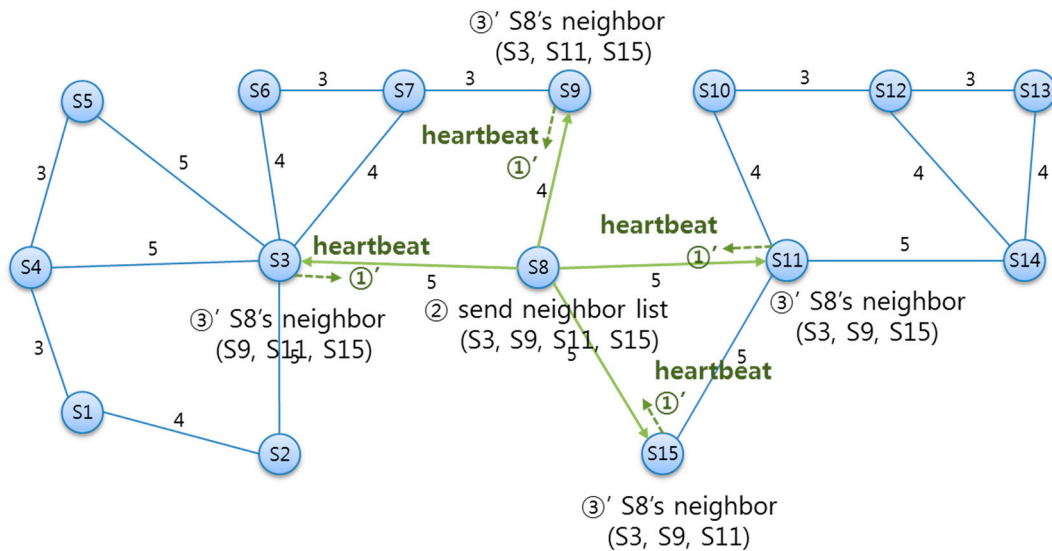 ③′ S8's neighbor
(S3, S11, S15)
S5
S6
3
S7
3
S9
S10
3
S12
3
S13
heartbeat
①′
3
5
4
4
4
4
4
4
heartbeat
①′
S4
5
S3
heartbeat
①′
5
S8
5
S11
5
S14
③′ S8's neighbor
(S9, S11, S15)
② send neighbor list
(S3, S9, S11, S15)
③′ S8's neighbor
(S3, S9, S15)
3
5
5
5
heartbeat
①′
S1
4
S2
S15
③′ S8's neighbor
(S3, S9, S11)